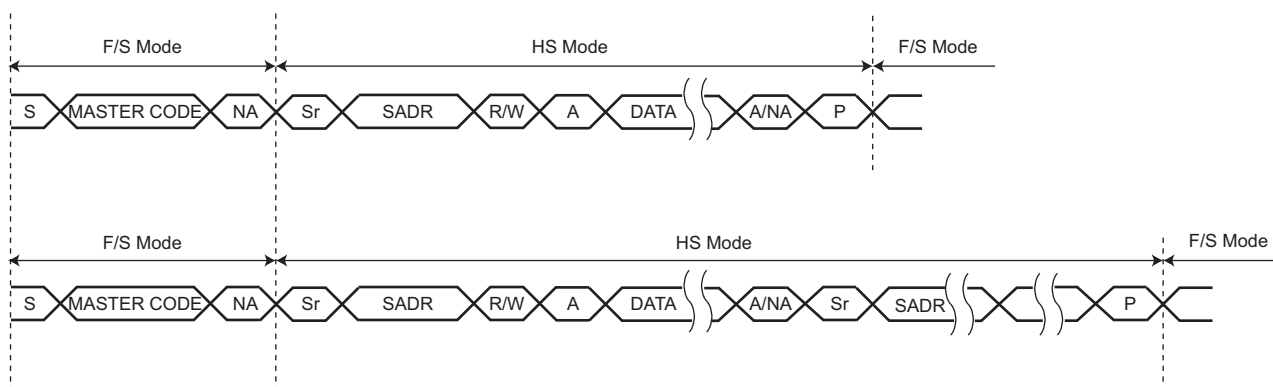 F/S Mode HS Mode F/S Mode
S MASTER CODE NA Sr SADR R/W A DATA A/NA P
F/S Mode HS Mode F/S Mode
S MASTER CODE NA Sr SADR R/W A DATA A/NA Sr SADR P